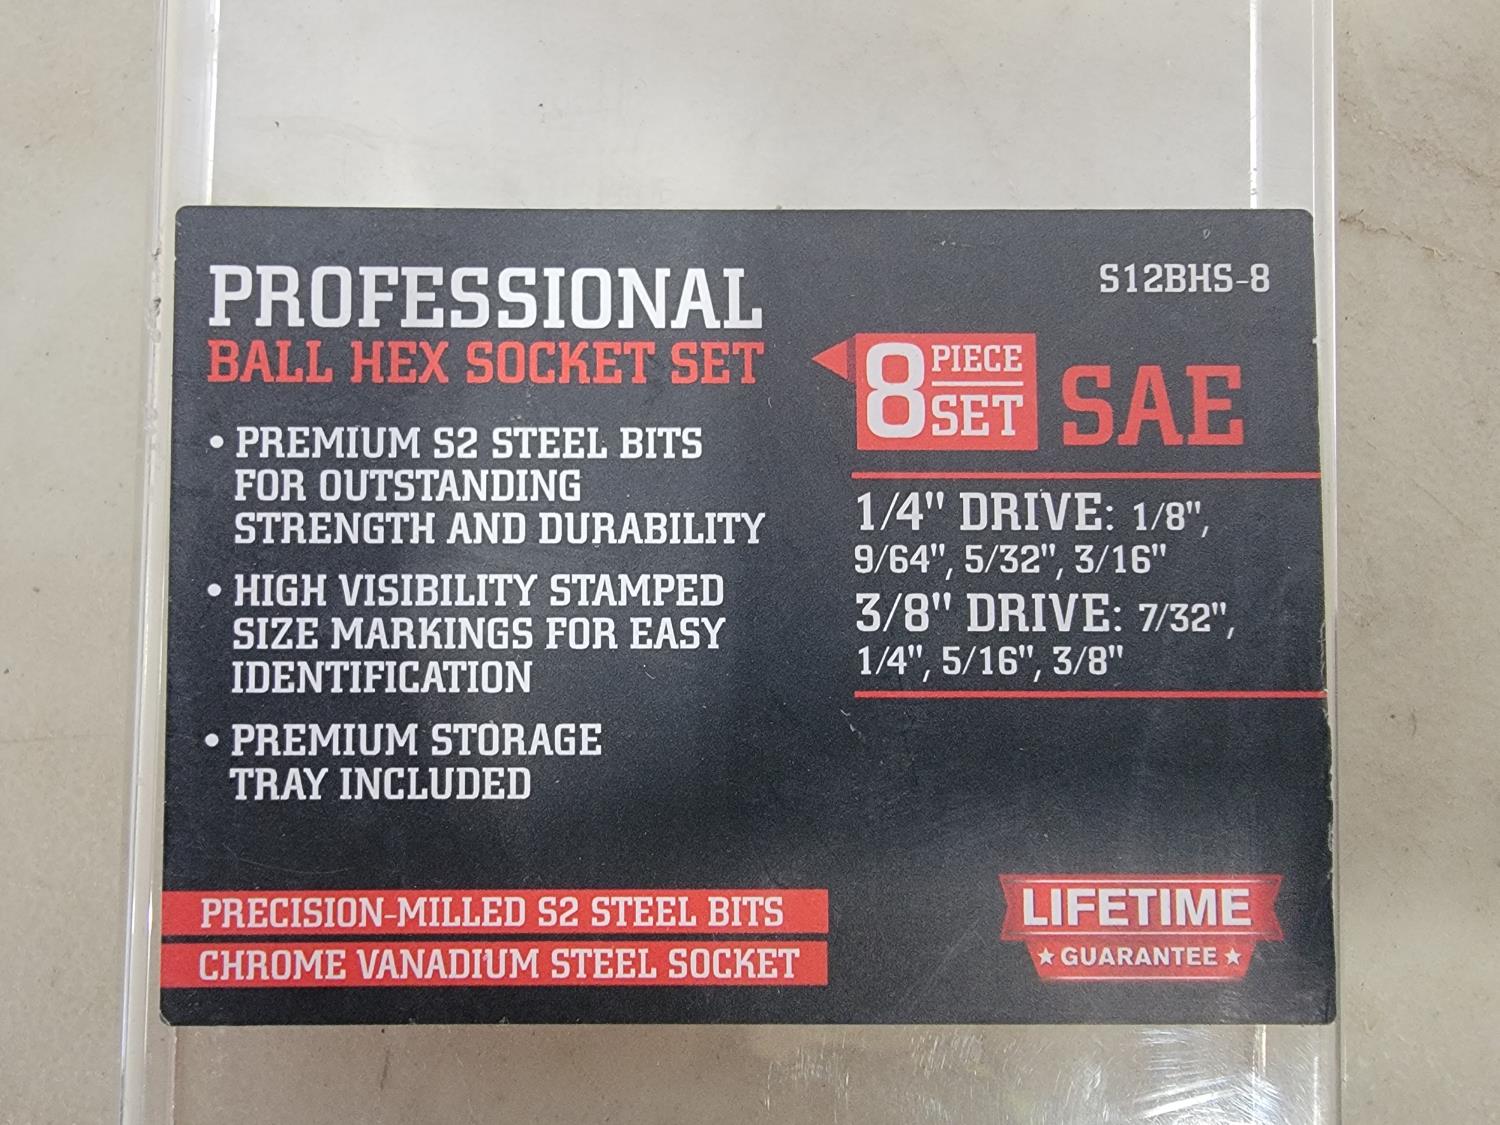 PROFESSIONAL
BALL HEX SOCKET SET
• PREMIUM S2 STEEL BITS
FOR OUTSTANDING
STRENGTH AND DURABILITY
• HIGH VISIBILITY STAMPED
SIZE MARKINGS FOR EASY
IDENTIFICATION
• PREMIUM STORAGE
TRAY INCLUDED
PRECISION-MILLED S2 STEEL BITS
CHROME VANADIUM STEEL SOCKET
S12BHS-8
8 PIECE SET SAE
1/4" DRIVE: 1/8",
9/64", 5/32", 3/16"
3/8" DRIVE: 7/32",
1/4", 5/16", 3/8"
LIFETIME
★ GUARANTEE ★